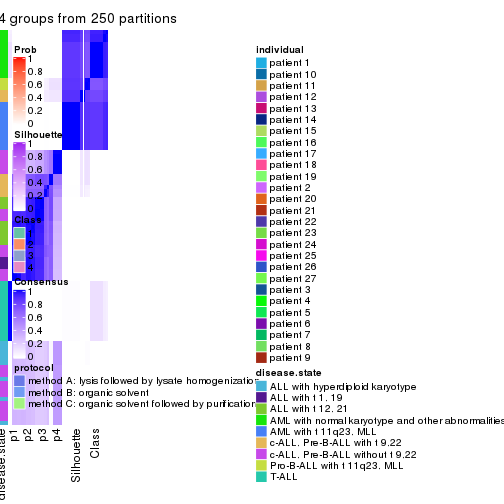 4 groups from 250 partitions
Prob
1
0.8
0.6
0.4
0.2
0
Silhouette
1
0.8
0.6
0.4
0.2
0
Class
1
2
3
4
Consensus
1
0.8
0.6
0.4
0.2
0
protocol
method A: lysis followed by lysate homogenization
method B: organic solvent
method C: organic solvent followed by purification
disease.state
p1
p2
p3
p4
Silhouette
Class
individual
patient 1
patient 10
patient 11
patient 12
patient 13
patient 14
patient 15
patient 16
patient 17
patient 18
patient 19
patient 2
patient 20
patient 21
patient 22
patient 23
patient 24
patient 25
patient 26
patient 27
patient 3
patient 4
patient 5
patient 6
patient 7
patient 8
patient 9
disease.state
ALL with hyperdiploid karyotype
ALL with t 1. 19
ALL with t 12. 21
AML with normal karyotype and other abnormalities
AML with t 11q23. MLL
c-ALL. Pre-B-ALL with t 9.22
c-ALL. Pre-B-ALL without t 9.22
Pro-B-ALL with t 11q23. MLL
T-ALL